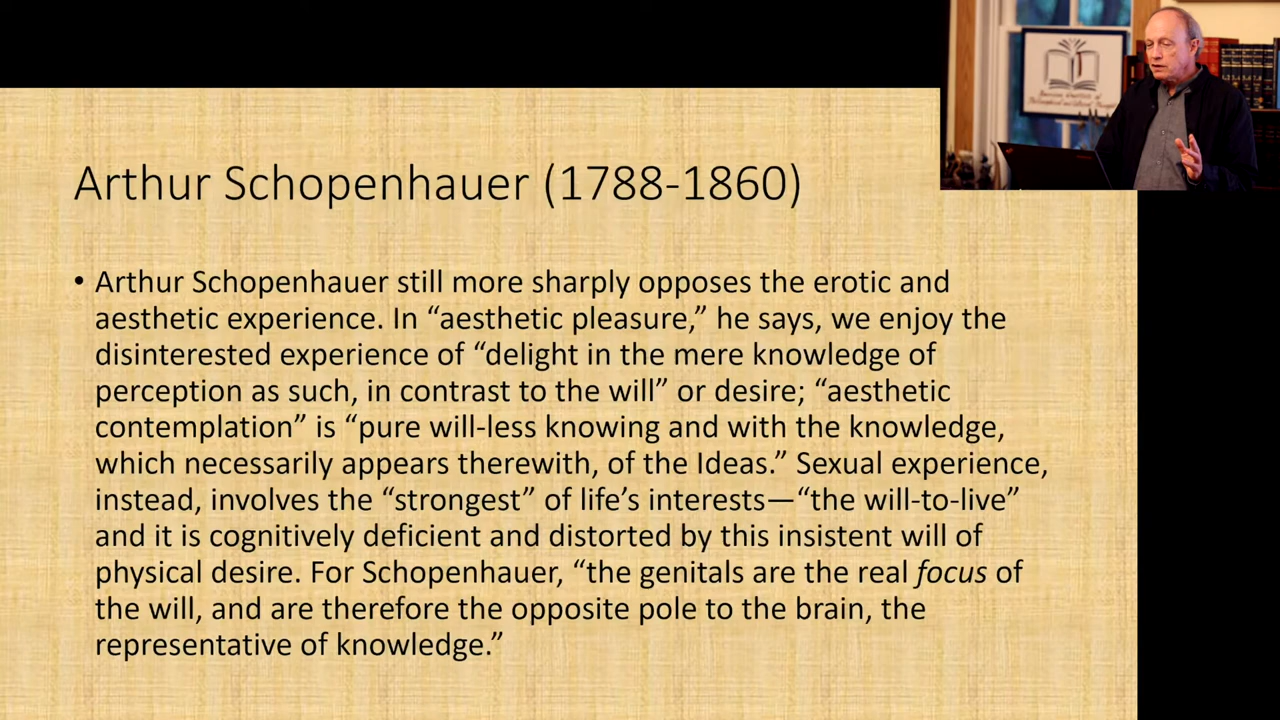 Arthur Schopenhauer (1788-1860)
• Arthur Schopenhauer still more sharply opposes the erotic and
aesthetic experience. In “aesthetic pleasure,” he says, we enjoy the
disinterested experience of “delight in the mere knowledge of
perception as such, in contrast to the will” or desire; “aesthetic
contemplation” is “pure will-less knowing and with the knowledge,
which necessarily appears therewith, of the Ideas.” Sexual experience,
instead, involves the “strongest” of life’s interests—“the will-to-live”
and it is cognitively deficient and distorted by this insistent will of
physical desire. For Schopenhauer, “the genitals are the real focus of
the will, and are therefore the opposite pole to the brain, the
representative of knowledge.”